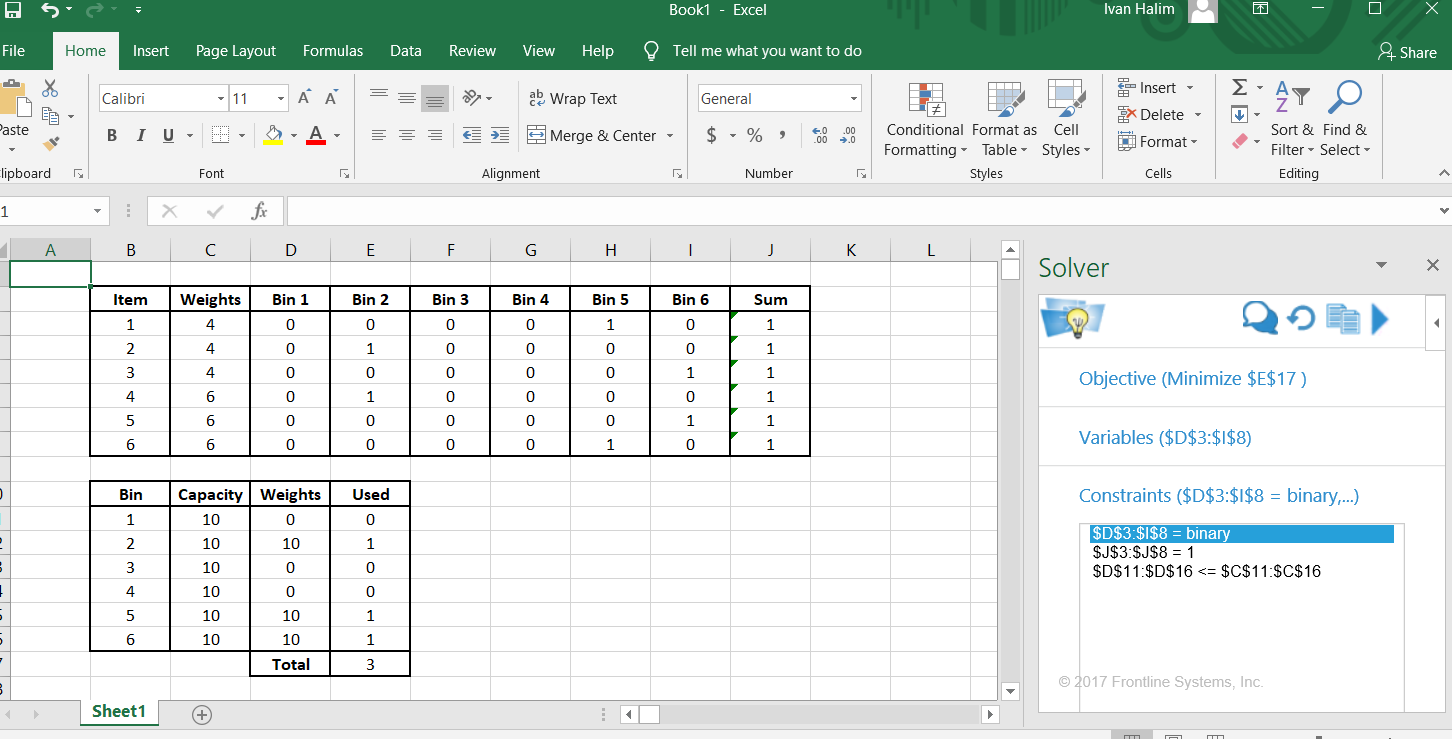 Book1 - Excel
Ivan Halim
File Home Insert Page Layout Formulas Data Review View Help Tell me what you want to do Share
Calibri 11 ab Wrap Text General Insert
Paste B I U A Merge & Center $ % , .00 .00 Conditional Format as Cell Delete Sort & Find &
Formatting Table Styles Format Filter Select
lipboard Font Alignment Number Styles Cells Editing
1 fx
A B C D E F G H I J K L
Item Weights Bin 1 Bin 2 Bin 3 Bin 4 Bin 5 Bin 6 Sum
1 4 0 0 0 0 1 0 1
2 4 0 1 0 0 0 0 1
3 4 0 0 0 0 0 1 1
4 6 0 1 0 0 0 0 1
5 6 0 0 0 0 0 1 1
6 6 0 0 0 0 1 0 1
Bin Capacity Weights Used
1 10 0 0
2 10 10 1
3 10 0 0
4 10 0 0
5 10 10 1
6 10 10 1
Total 3
Sheet1
Solver
Objective (Minimize $E$17 )
Variables ($D$3:$I$8)
Constraints ($D$3:$I$8 = binary,...)
$D$3:$I$8 = binary
$J$3:$J$8 = 1
$D$11:$D$16 <= $C$11:$C$16
© 2017 Frontline Systems, Inc.